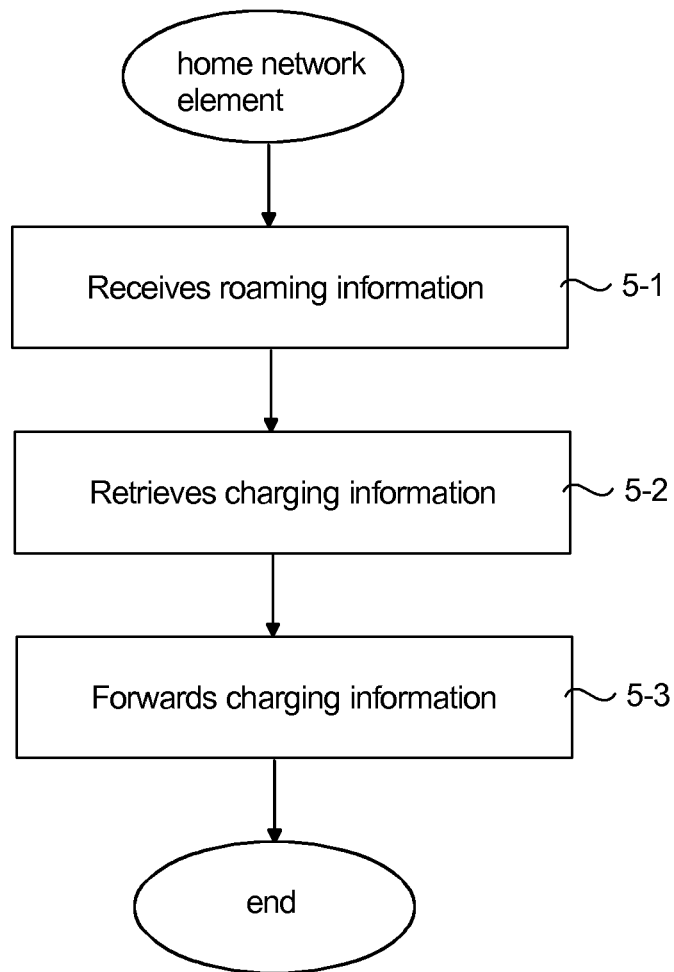 home network
element
Receives roaming information
5-1
Retrieves charging information
5-2
Forwards charging information
5-3
end